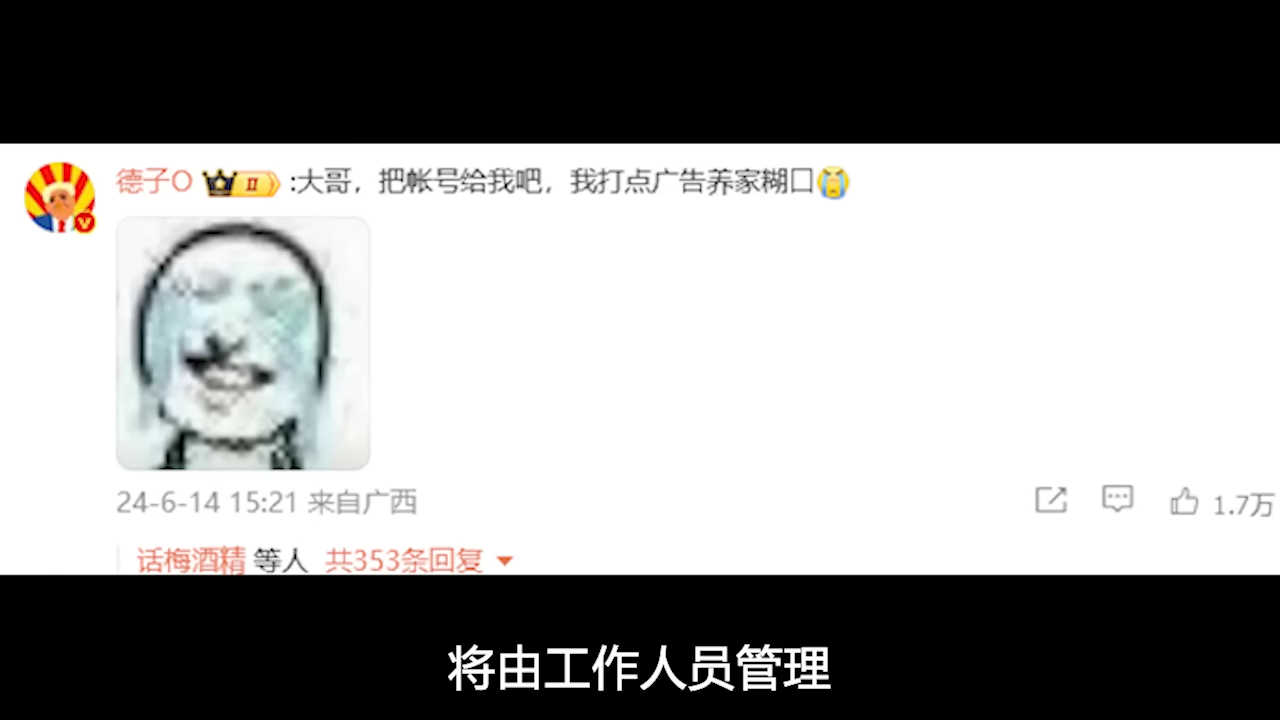 德子O II :大哥，把帐号给我吧，我打点广告养家糊口
24-6-14 15:21 来自广西
1.7万
话梅酒精 等人 共353条回复
将由工作人员管理